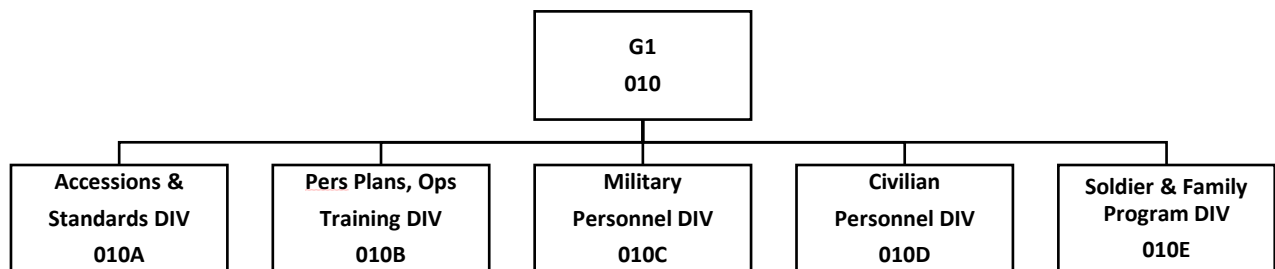 G1
010
Accessions &
Standards DIV
010A
Pers Plans, Ops
Training DIV
010B
Military
Personnel DIV
010C
Civilian
Personnel DIV
010D
Soldier & Family
Program DIV
010E